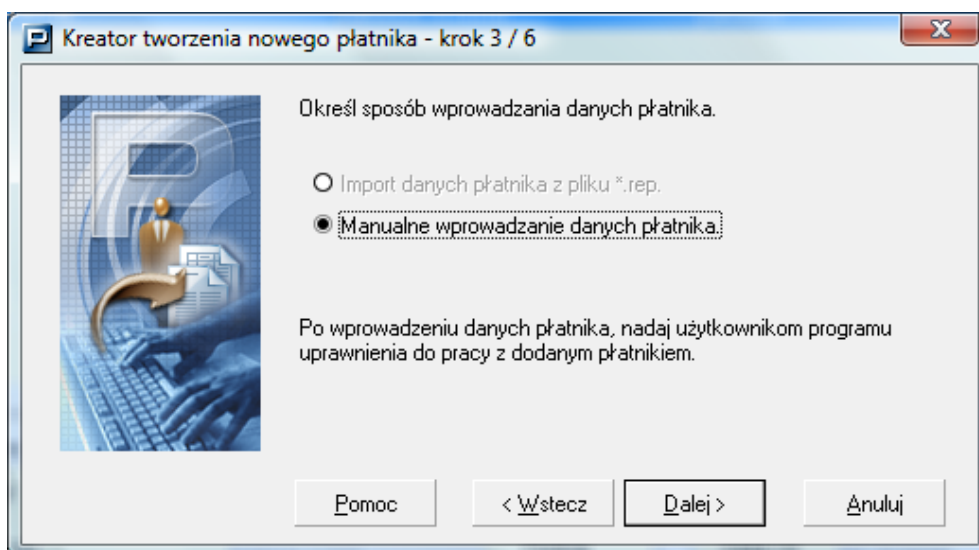 Kreator tworzenia nowego płatnika - krok 3 / 6
Określ sposób wprowadzania danych płatnika.
Import danych płatnika z pliku *.rep.
Manualne wprowadzanie danych płatnika.
Po wprowadzeniu danych płatnika, nadaj użytkownikom programu
uprawnienia do pracy z dodanym płatnikiem.
Pomoc
< Wstecz
Dalej >
Anuluj